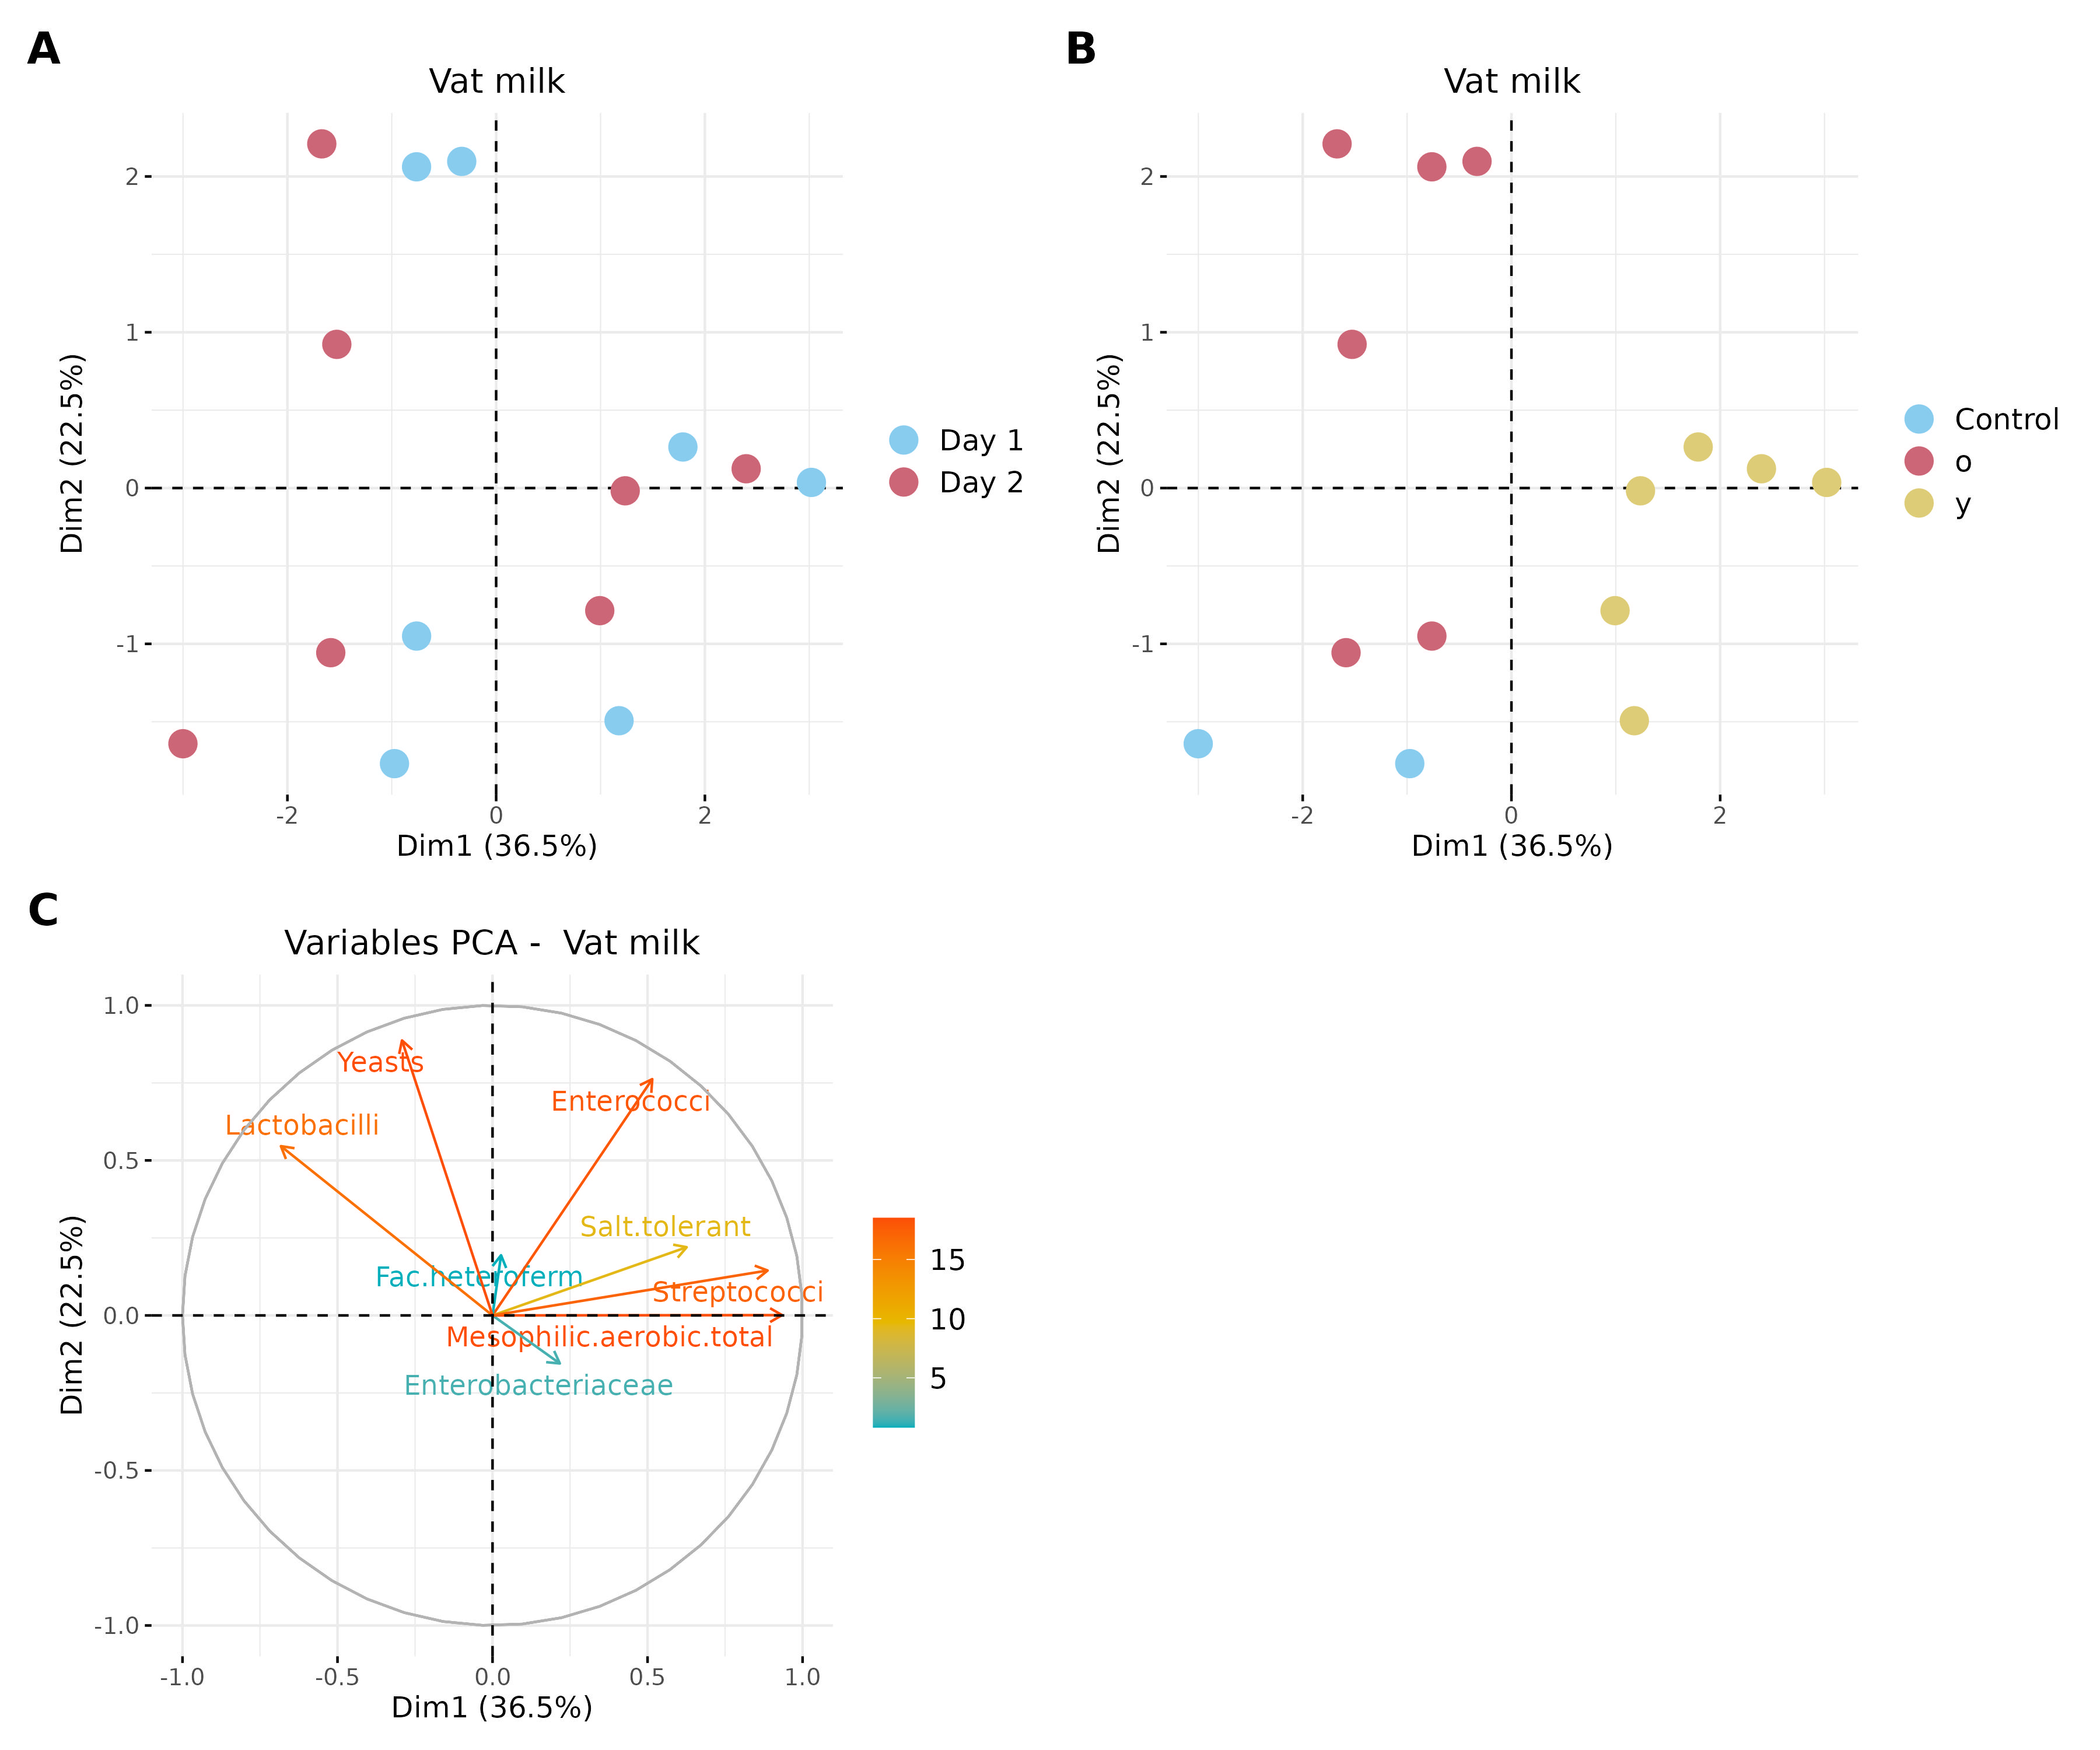 A
Vat milk
2
1
0
-1
-2
0
2
Dim1 (36.5%)
Dim2 (22.5%)
Day 1
Day 2
B
Vat milk
2
1
0
-1
-2
0
2
Dim1 (36.5%)
Dim2 (22.5%)
Control
o
y
C
Variables PCA -  Vat milk
1.0
0.5
0.0
-0.5
-1.0
-1.0
-0.5
0.0
0.5
1.0
Dim1 (36.5%)
Dim2 (22.5%)
Yeasts
Enterococci
Lactobacilli
Salt.tolerant
Fac.heteroferm
Streptococci
Mesophilic.aerobic.total
Enterobacteriaceae
15
10
5